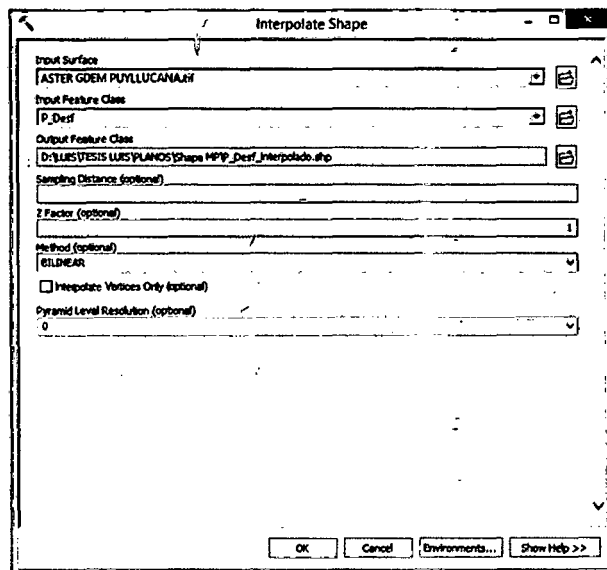 Interpolate Shape
Input Surface
ASTER GDEM PUYLLUCANA.tif
Input Feature Class
P_Desf
Output Feature Class
D:\LUIS\TESIS LUIS\PLANOS\Shape MP\P_Desf_Interpolado.shp
Sampling Distance (optional)
Z Factor (optional)
1
Method (optional)
BILINEAR
Interpolate Vertices Only (optional)
Pyramid Level Resolution (optional)
0
OK Cancel Environments... Show Help >>